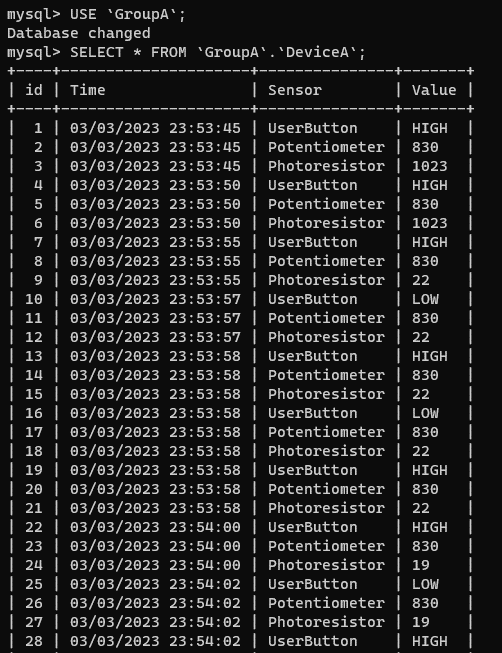 mysql> USE `GroupA`;
Database changed
mysql> SELECT * FROM `GroupA`.`DeviceA`;
+----+---------------------+---------------+-------+
| id | Time                | Sensor        | Value |
+----+---------------------+---------------+-------+
|  1 | 03/03/2023 23:53:45 | UserButton    | HIGH  |
|  2 | 03/03/2023 23:53:45 | Potentiometer | 830   |
|  3 | 03/03/2023 23:53:45 | Photoresistor | 1023  |
|  4 | 03/03/2023 23:53:50 | UserButton    | HIGH  |
|  5 | 03/03/2023 23:53:50 | Potentiometer | 830   |
|  6 | 03/03/2023 23:53:50 | Photoresistor | 1023  |
|  7 | 03/03/2023 23:53:55 | UserButton    | HIGH  |
|  8 | 03/03/2023 23:53:55 | Potentiometer | 830   |
|  9 | 03/03/2023 23:53:55 | Photoresistor | 22    |
| 10 | 03/03/2023 23:53:57 | UserButton    | LOW   |
| 11 | 03/03/2023 23:53:57 | Potentiometer | 830   |
| 12 | 03/03/2023 23:53:57 | Photoresistor | 22    |
| 13 | 03/03/2023 23:53:58 | UserButton    | HIGH  |
| 14 | 03/03/2023 23:53:58 | Potentiometer | 830   |
| 15 | 03/03/2023 23:53:58 | Photoresistor | 22    |
| 16 | 03/03/2023 23:53:58 | UserButton    | LOW   |
| 17 | 03/03/2023 23:53:58 | Potentiometer | 830   |
| 18 | 03/03/2023 23:53:58 | Photoresistor | 22    |
| 19 | 03/03/2023 23:53:58 | UserButton    | HIGH  |
| 20 | 03/03/2023 23:53:58 | Potentiometer | 830   |
| 21 | 03/03/2023 23:53:58 | Photoresistor | 22    |
| 22 | 03/03/2023 23:54:00 | UserButton    | HIGH  |
| 23 | 03/03/2023 23:54:00 | Potentiometer | 830   |
| 24 | 03/03/2023 23:54:00 | Photoresistor | 19    |
| 25 | 03/03/2023 23:54:02 | UserButton    | LOW   |
| 26 | 03/03/2023 23:54:02 | Potentiometer | 830   |
| 27 | 03/03/2023 23:54:02 | Photoresistor | 19    |
| 28 | 03/03/2023 23:54:02 | UserButton    | HIGH  |